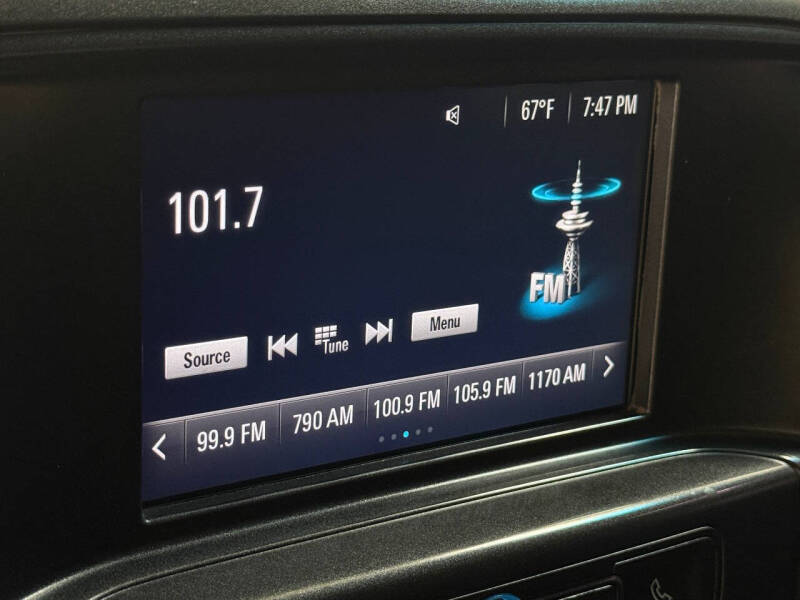 67°F 7:47 PM
101.7
FM
Source Tune Menu
99.9 FM 790 AM 100.9 FM 105.9 FM 1170 AM